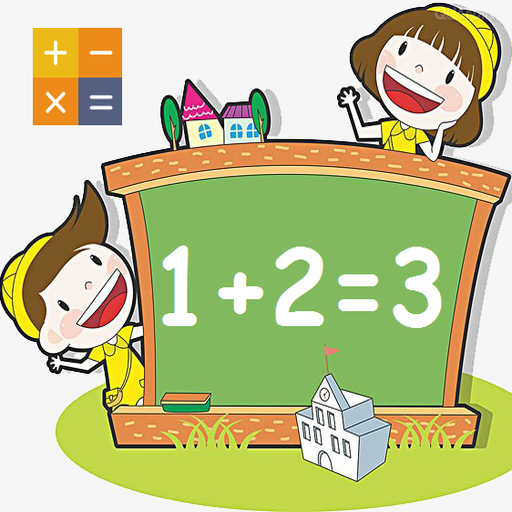 + −
× =
1+2=3